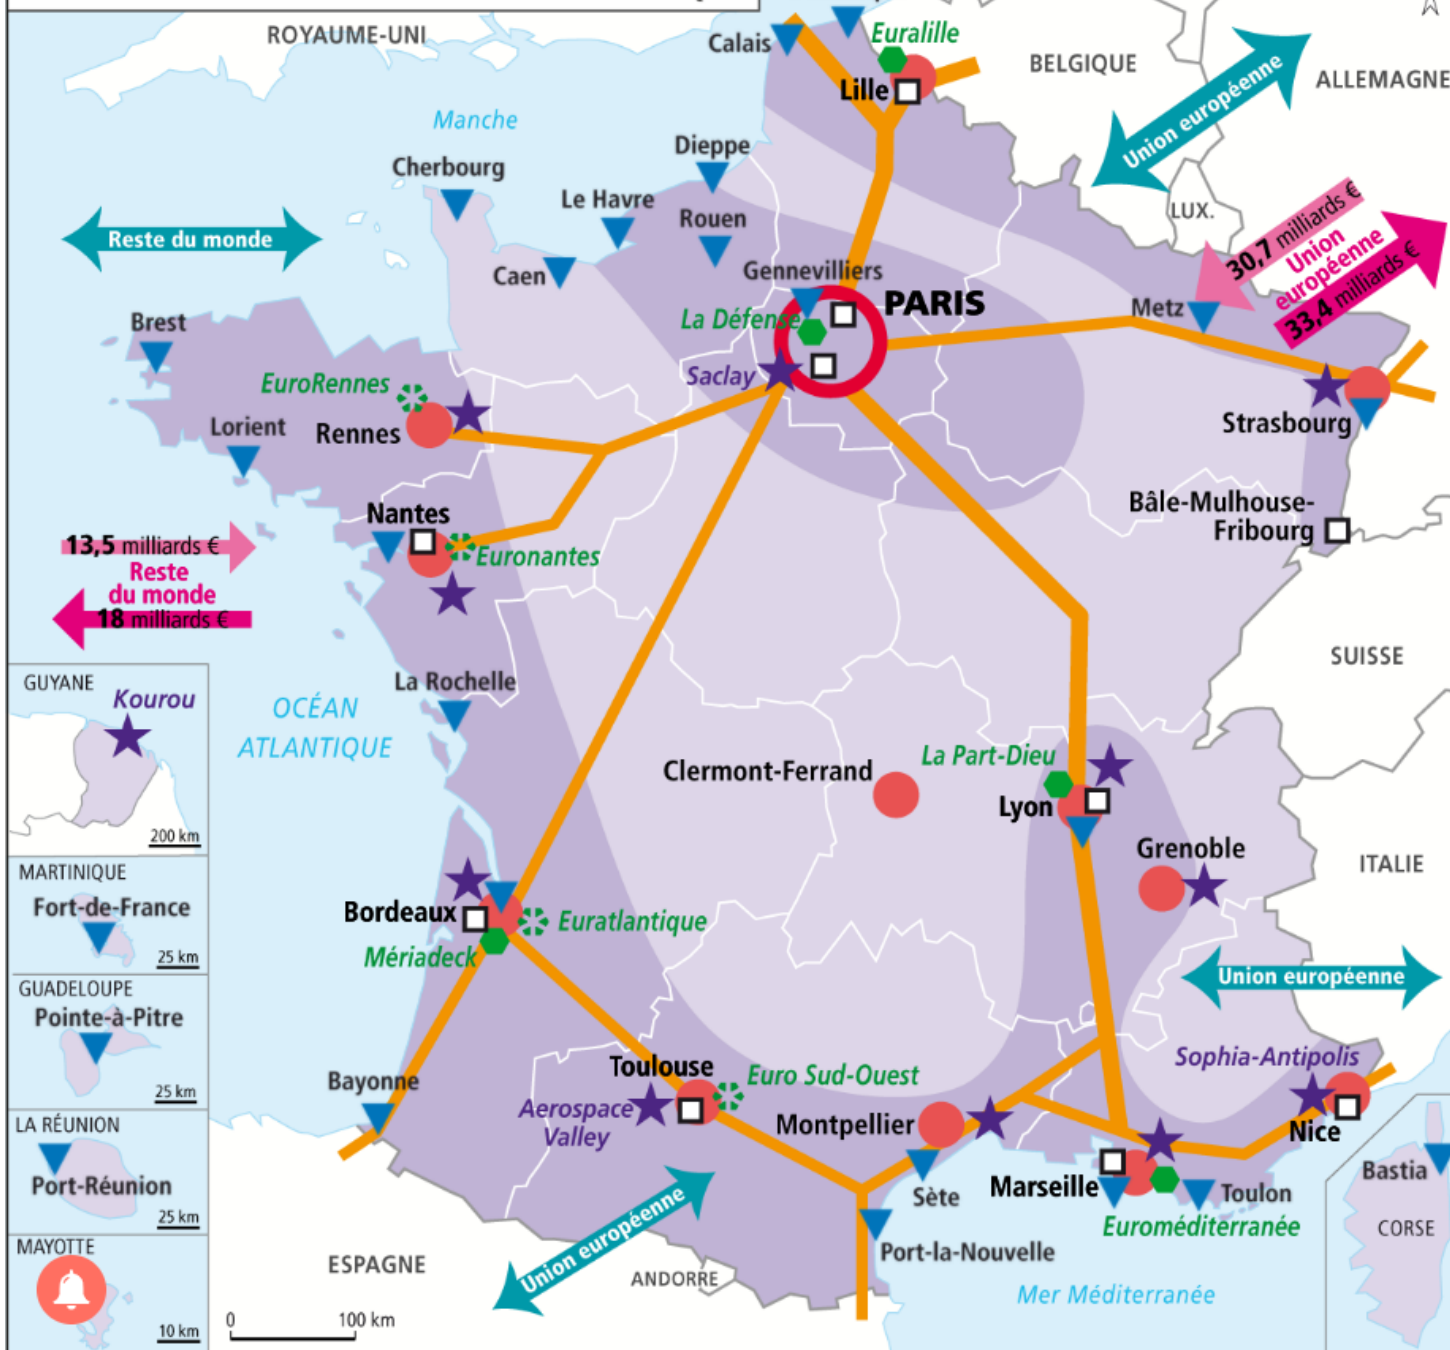 ROYAUME-UNI
Calais
Euralille
Lille
BELGIQUE
ALLEMAGNE
Union européenne
Manche
Cherbourg
Dieppe
Le Havre
Rouen
LUX.
Reste du monde
Caen
Gennevilliers
La Défense
PARIS
Saclay
30,7 milliards €
Union
européenne
33,4 milliards €
Metz
Brest
EuroRennes
Rennes
Lorient
Strasbourg
Nantes
Euronantes
Bâle-Mulhouse-
Fribourg
13,5 milliards €
Reste
du monde
18 milliards €
SUISSE
GUYANE
Kourou
200 km
La Rochelle
OCÉAN
ATLANTIQUE
Clermont-Ferrand
La Part-Dieu
Lyon
Grenoble
ITALIE
MARTINIQUE
Fort-de-France
25 km
Bordeaux
Euratlantique
Mériadeck
Union européenne
GUADELOUPE
Pointe-à-Pitre
25 km
Bayonne
Toulouse
Euro Sud-Ouest
Aerospace
Valley
Montpellier
Sophia-Antipolis
Nice
LA RÉUNION
Port-Réunion
25 km
Sète
Marseille
Toulon
Euroméditerranée
Bastia
CORSE
MAYOTTE
10 km
ESPAGNE
Union européenne
ANDORRE
Port-la-Nouvelle
Mer Méditerranée
0 100 km